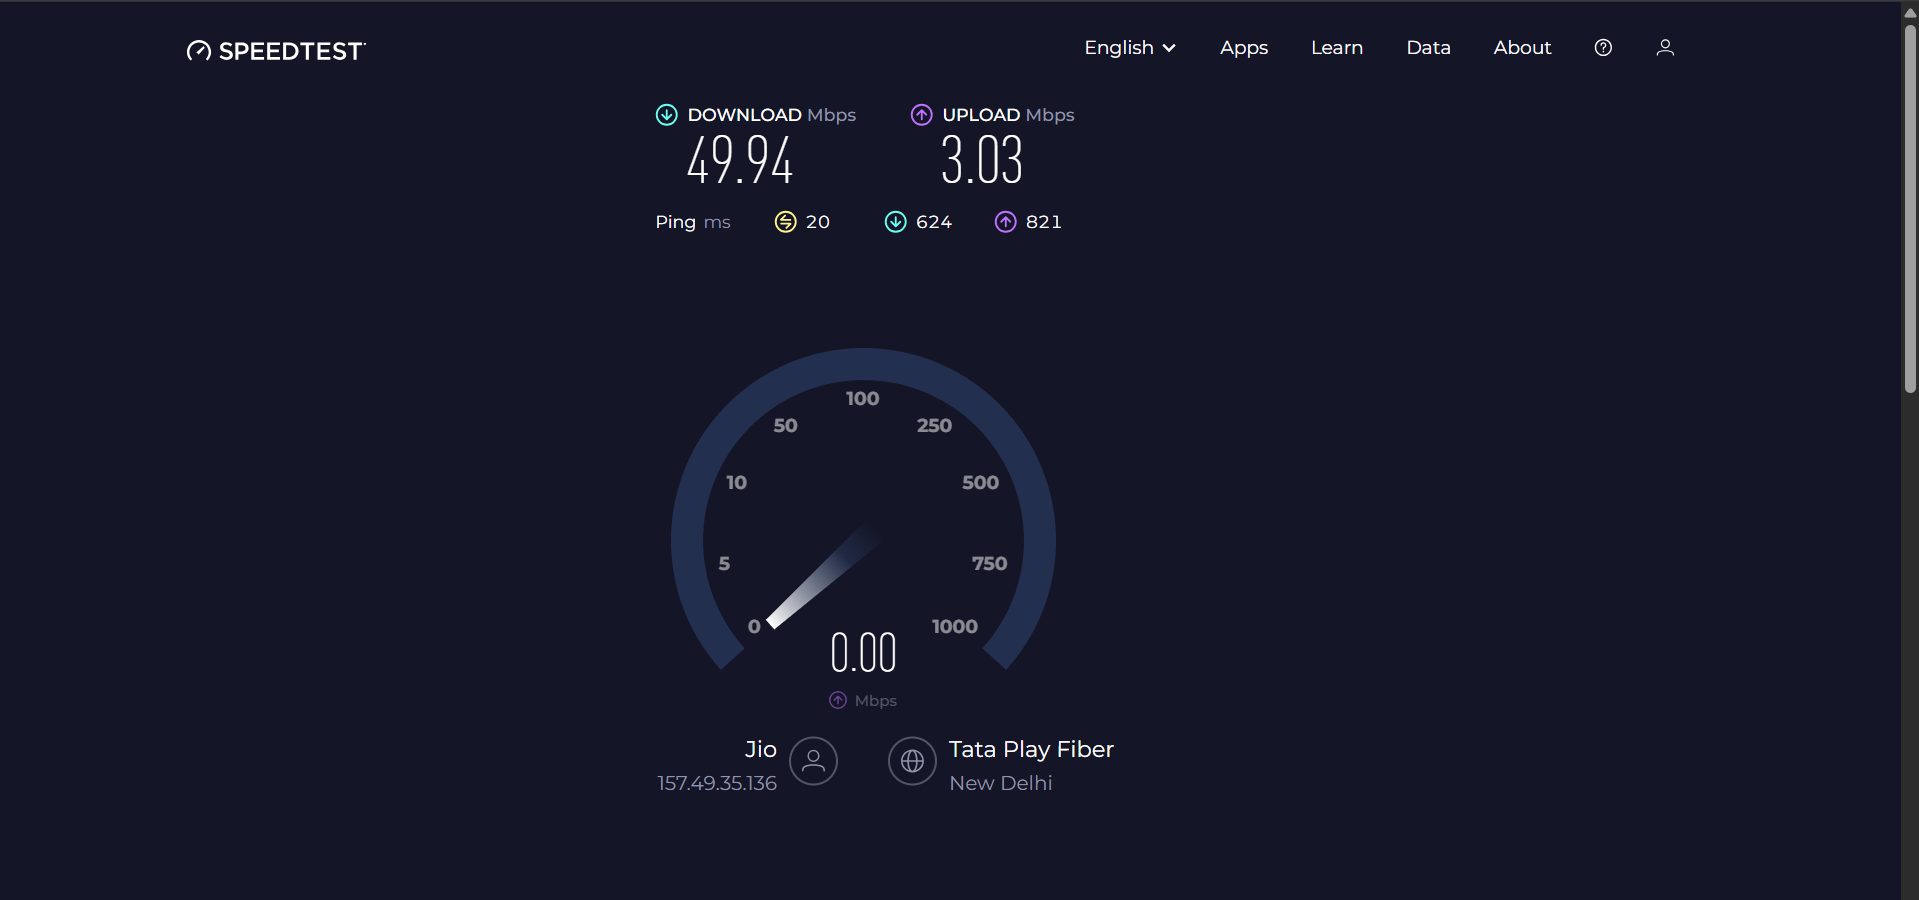 SPEEDTEST
English Apps Learn Data About
DOWNLOAD Mbps
49.94
UPLOAD Mbps
3.03
Ping ms 20 624 821
0
5
10
50
100
250
500
750
1000
0.00
Mbps
Jio
157.49.35.136
Tata Play Fiber
New Delhi